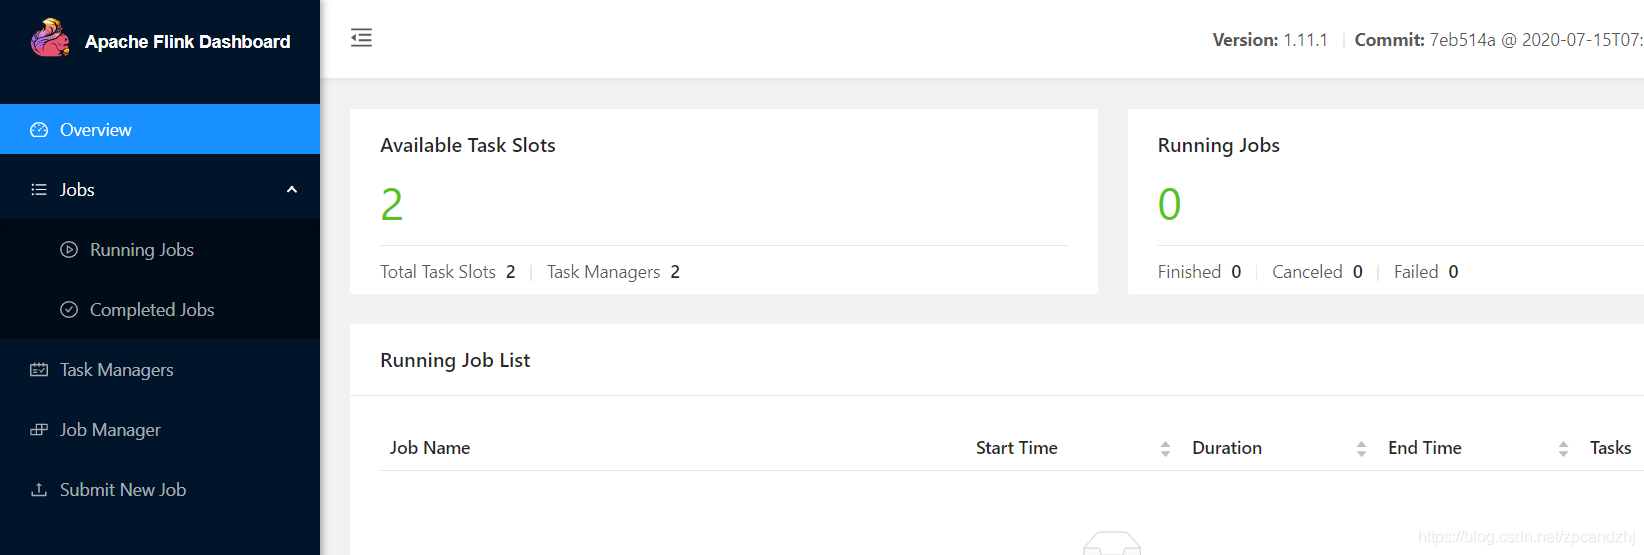 Apache Flink Dashboard
Version: 1.11.1 Commit: 7eb514a @ 2020-07-15T07:
Overview
Jobs
Running Jobs
Completed Jobs
Task Managers
Job Manager
Submit New Job
Available Task Slots
2
Total Task Slots 2 Task Managers 2
Running Jobs
0
Finished 0 Canceled 0 Failed 0
Running Job List
Job Name Start Time Duration End Time Tasks
https://blog.csdn.net/zpcandzhj